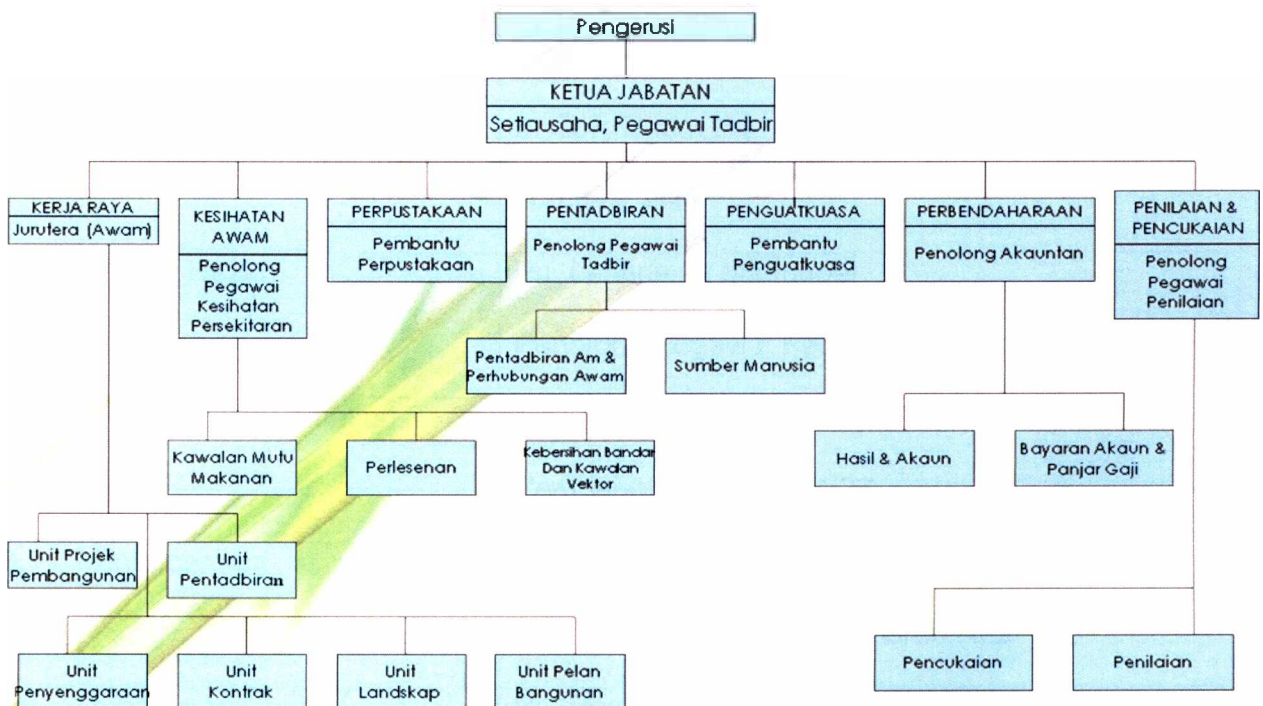 Pengerusi
KETUA JABATAN
Setiausaha, Pegawai Tadbir
KERJA RAYA
Jurutera (Awam)
KESIHATAN
AWAM
Penolong
Pegawai
Kesihatan
Persekitaran
PERPUSTAKAAN
Pembantu
Perpustakaan
PENTADBIRAN
Penolong Pegawai
Tadbir
PENGUATKUASA
Pembantu
Penguatkuasa
PERBENDAHARAAN
Penolong Akauntan
PENILAIAN &
PENCUKAIAN
Penolong
Pegawai
Penilaian
Pentadbiran Am &
Perhubungan Awam
Sumber Manusia
Kawalan Mutu
Makanan
Perlesenan
Kebersihan Bandar
Dan Kawalan
Vektor
Hasil & Akaun
Bayaran Akaun &
Panjar Gaji
Unit Projek
Pembangunan
Unit
Pentadbiran
Unit
Penyenggaraan
Unit
Kontrak
Unit
Landskap
Unit Pelan
Bangunan
Pencukaian
Penilaian